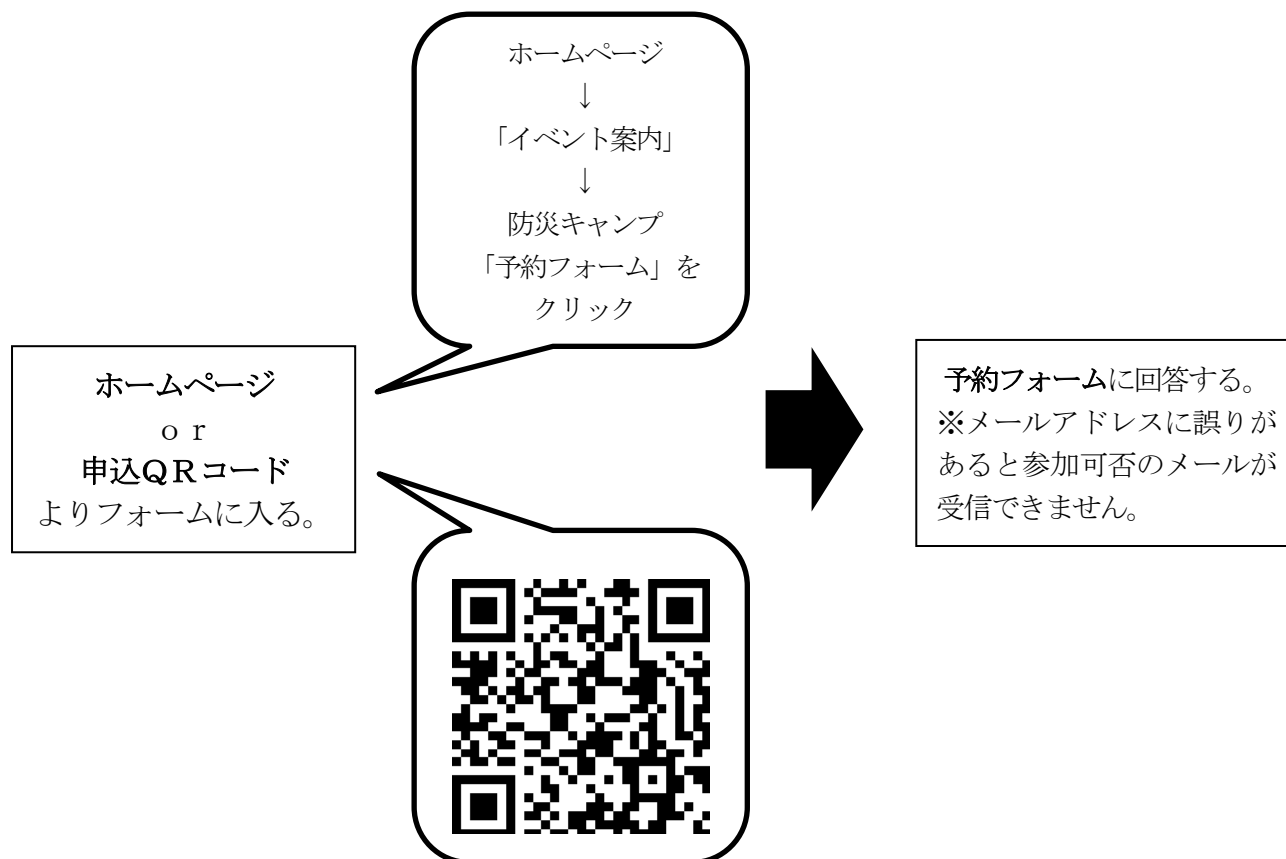 ホームページ
↓
「イベント案内」
↓
防災キャンプ
「予約フォーム」を
クリック
ホームページ
ｏｒ
申込ＱＲコード
よりフォームに入る。
予約フォームに回答する。
※メールアドレスに誤りが
あると参加可否のメールが
受信できません。